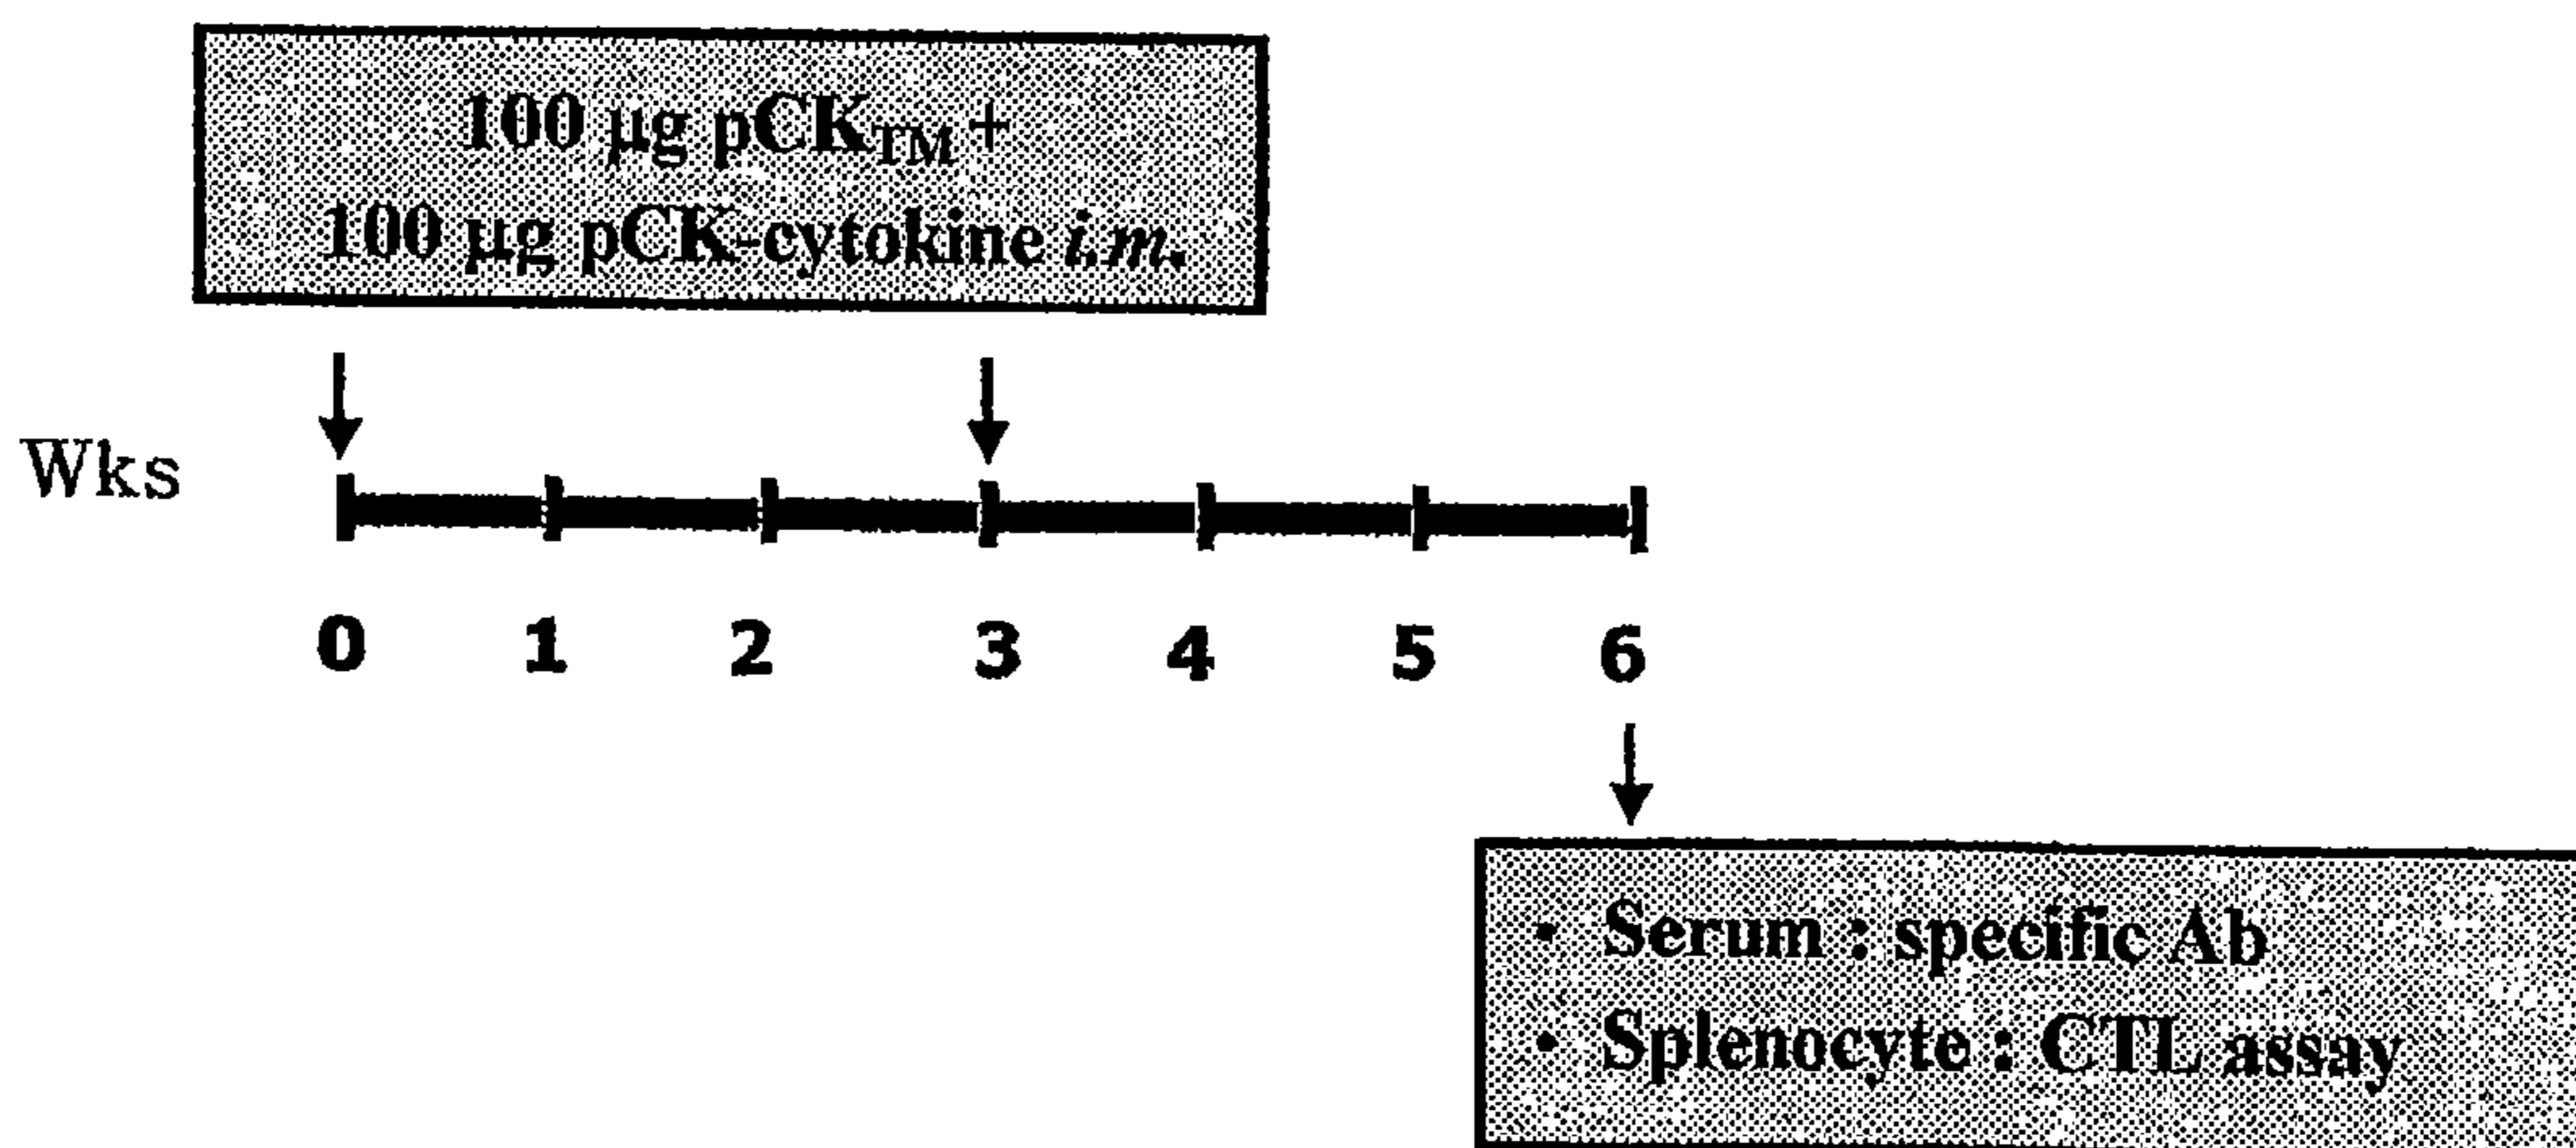 100 µg pCKTM +
100 µg pCK-cytokine i.m.
Wks
0 1 2 3 4 5 6
• Serum : specific Ab
• Splenocyte : CTL assay